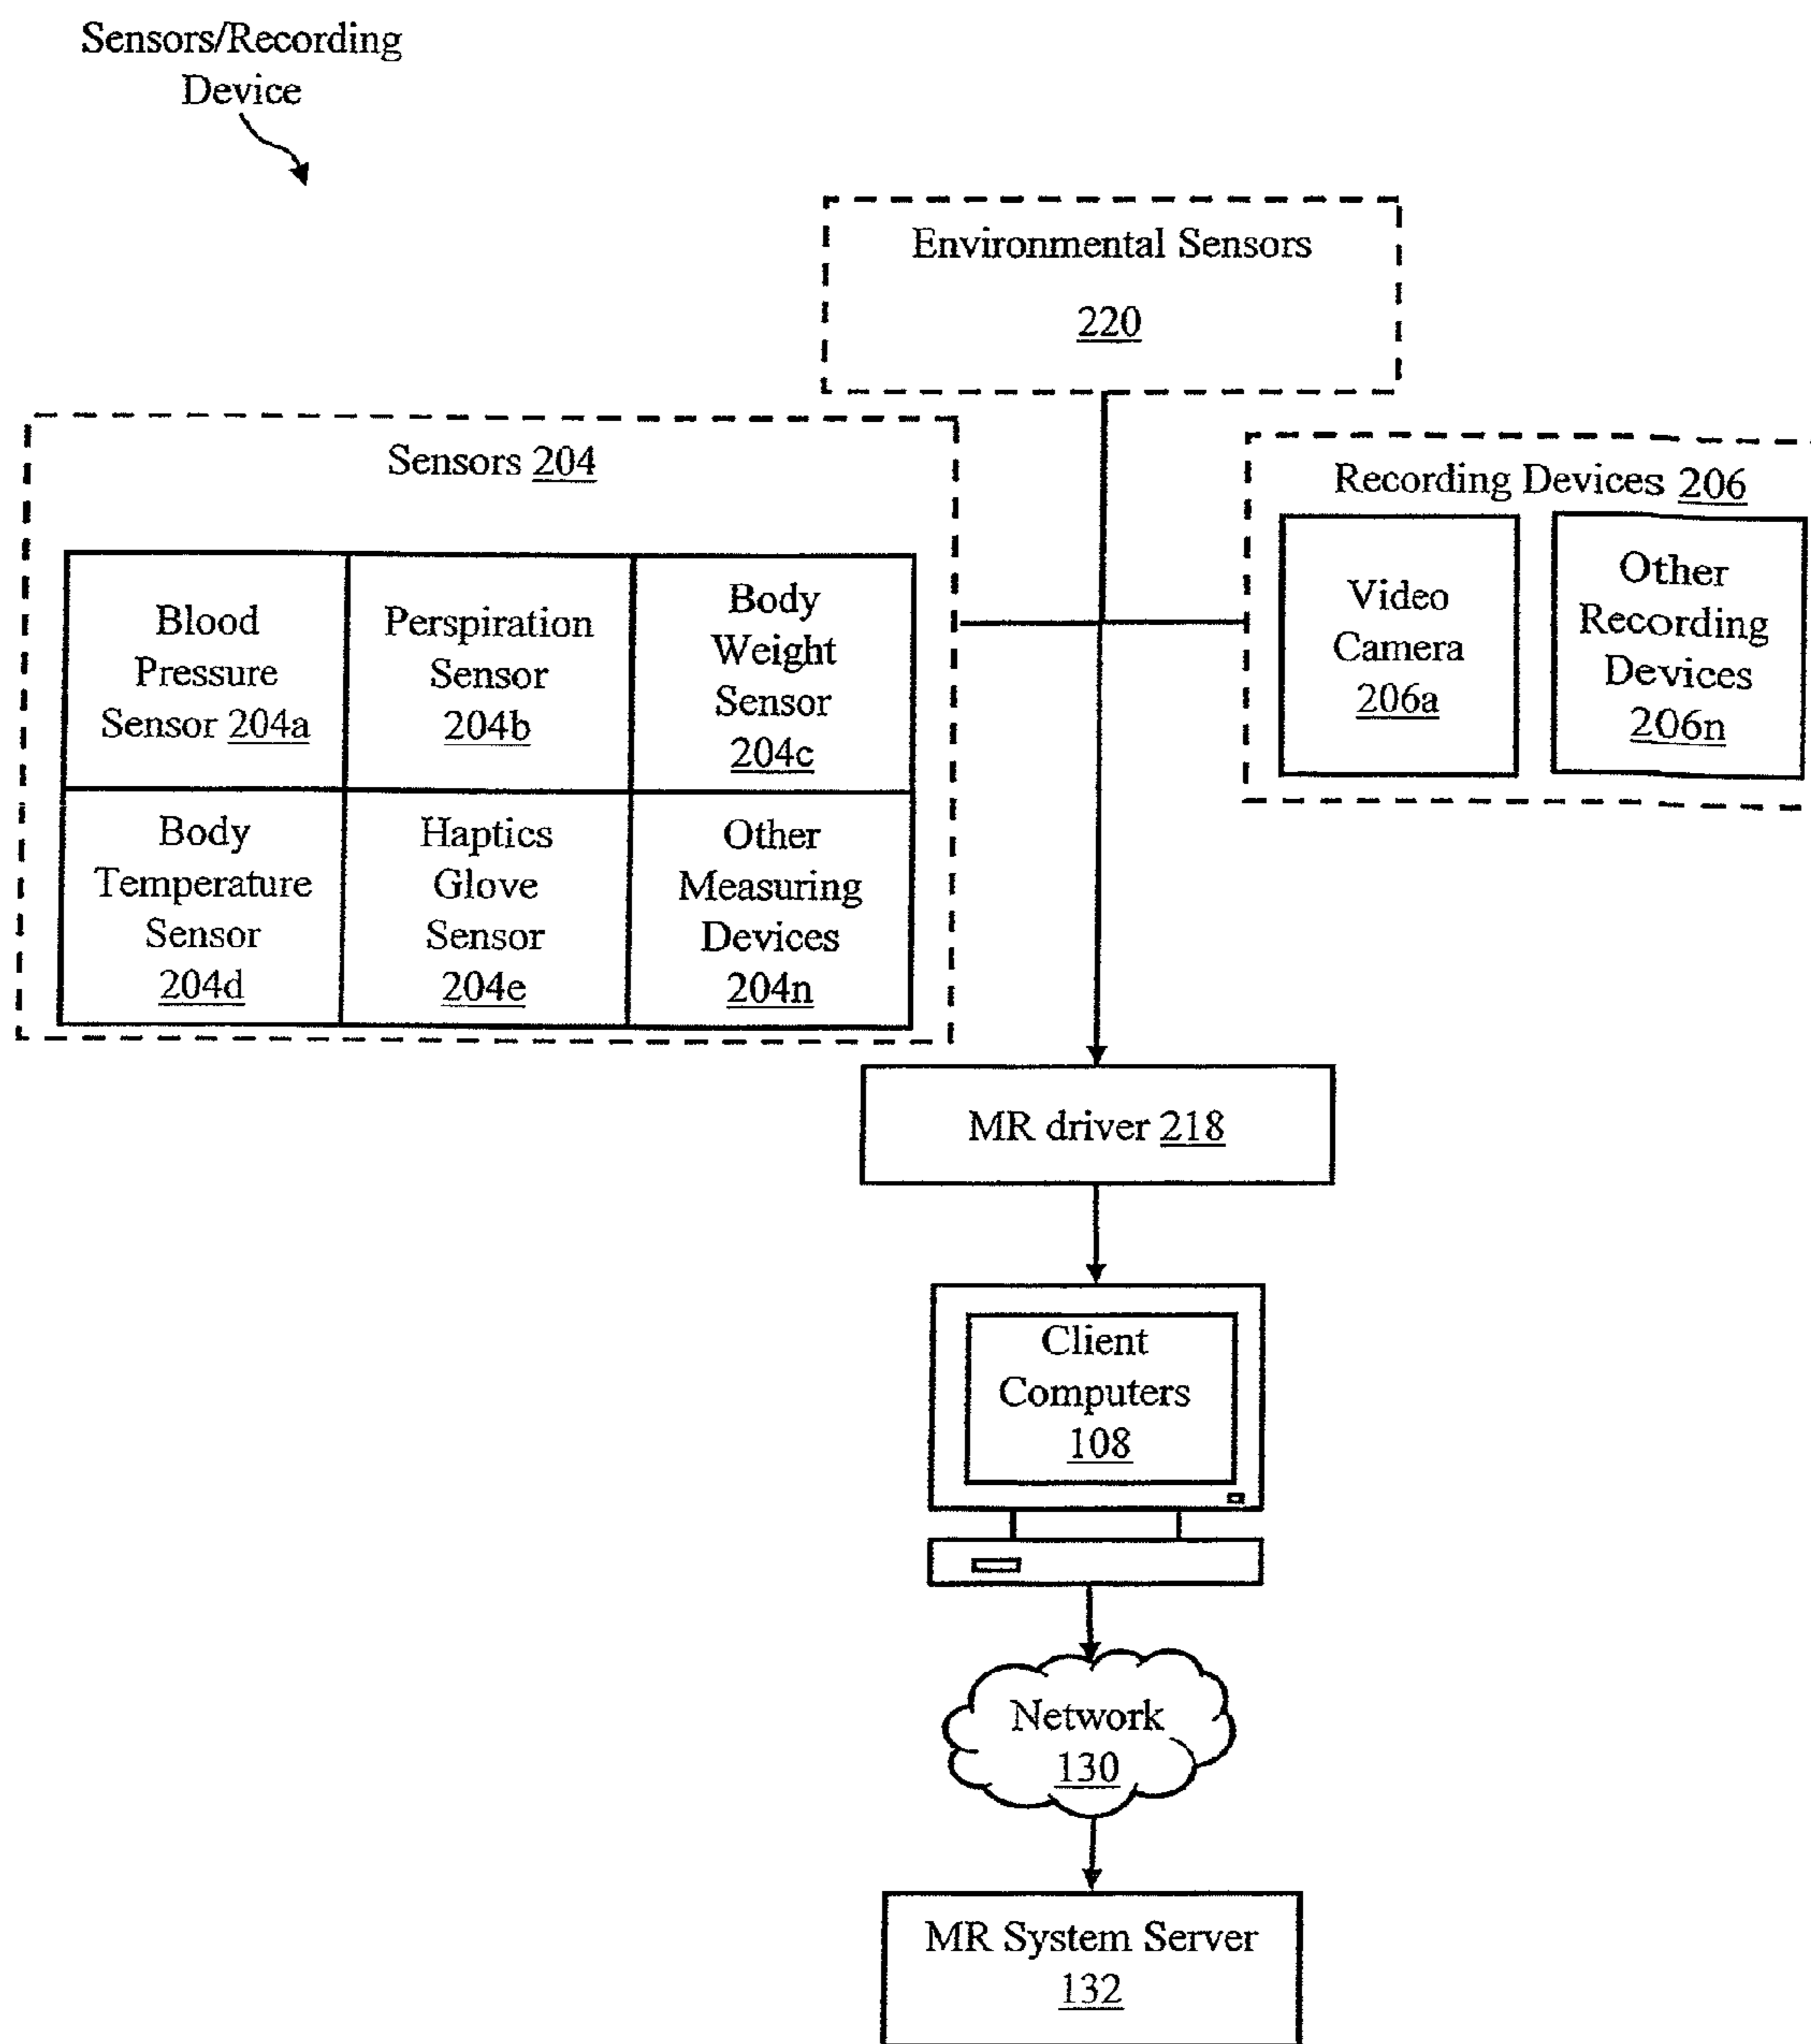 Sensors/Recording
Device
Environmental Sensors
220
Sensors 204
Blood
Pressure
Sensor 204a
Perspiration
Sensor
204b
Body
Weight
Sensor
204c
Body
Temperature
Sensor
204d
Haptics
Glove
Sensor
204e
Other
Measuring
Devices
204n
Recording Devices 206
Video
Camera
206a
Other
Recording
Devices
206n
MR driver 218
Client
Computers
108
Network
130
MR System Server
132